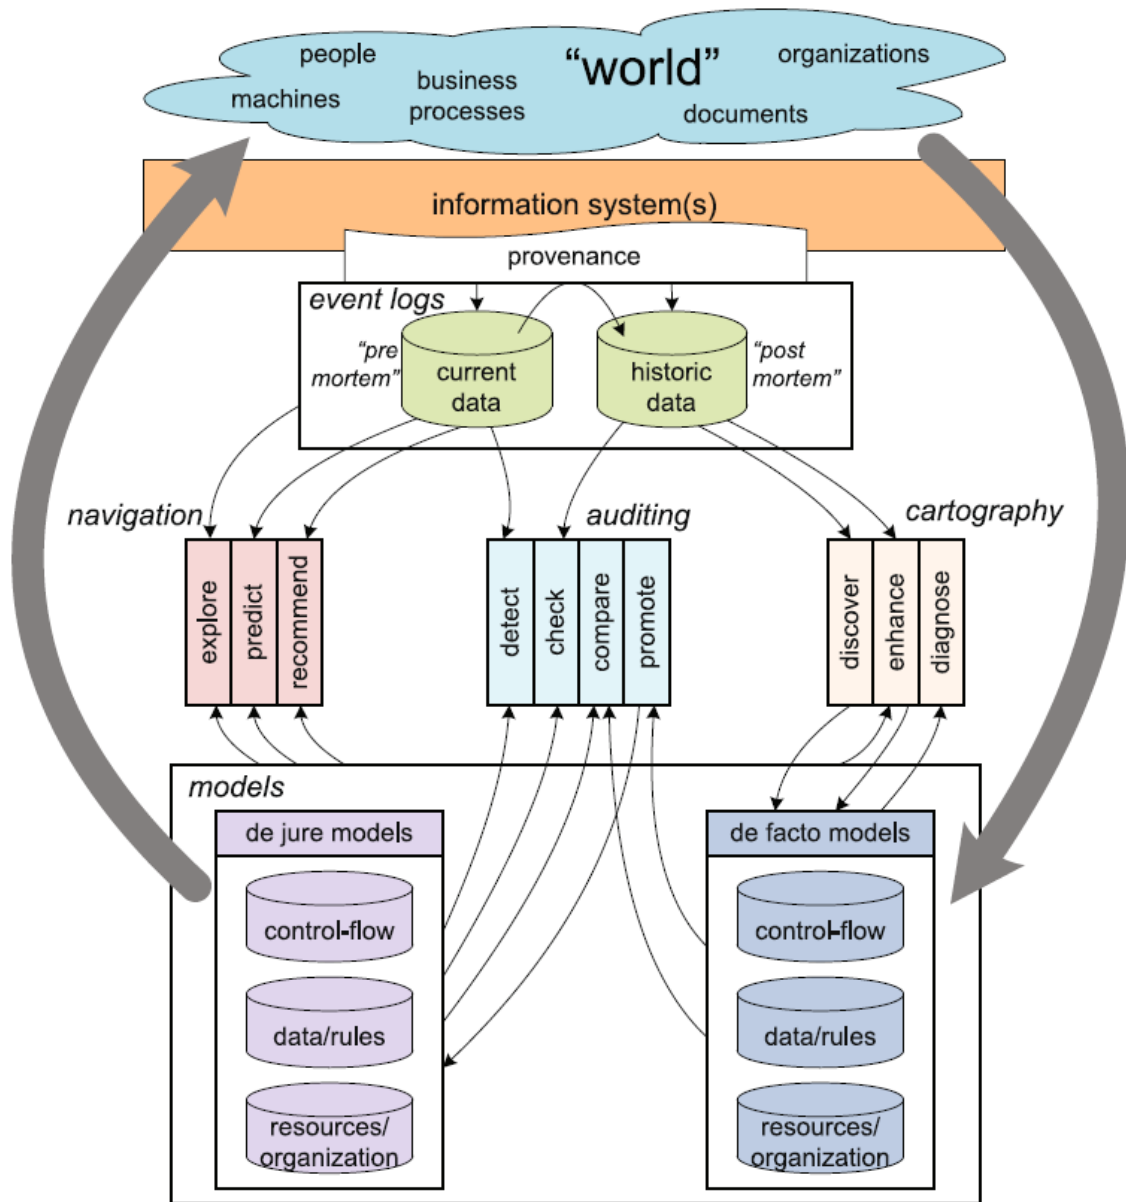 people
“world”
organizations
business
processes
machines
documents
information system(s)
provenance
event logs
“pre
mortem”
current
data
historic
data
“post
mortem”
navigation
auditing
cartography
explore
predict
recommend
detect
check
compare
promote
discover
enhance
diagnose
models
de jure models
control-flow
data/rules
resources/
organization
de facto models
control-flow
data/rules
resources/
organization